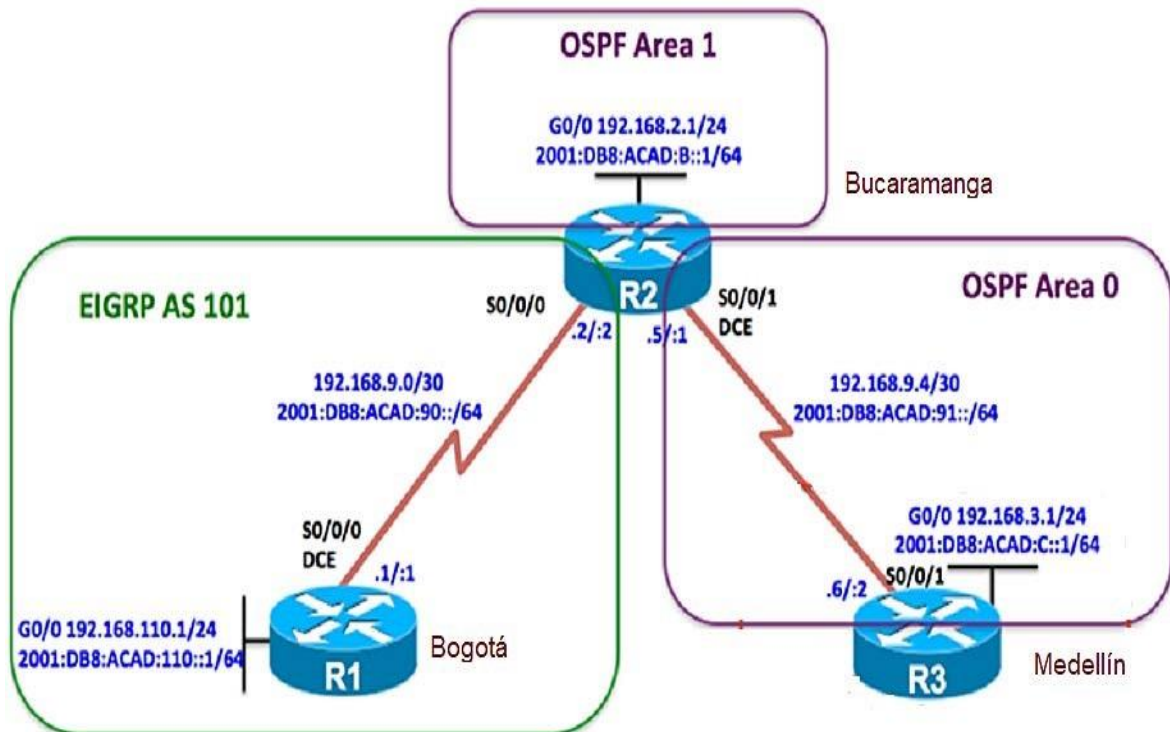 OSPF Area 1
G0/0 192.168.2.1/24
2001:DB8:ACAD:B::1/64
Bucaramanga
EIGRP AS 101
S0/0/0
R2
S0/0/1
DCE
OSPF Area 0
.2/:2
.5/:1
192.168.9.0/30
2001:DB8:ACAD:90::/64
192.168.9.4/30
2001:DB8:ACAD:91::/64
S0/0/0
DCE
.1/:1
G0/0 192.168.3.1/24
2001:DB8:ACAD:C::1/64
.6/:2
S0/0/1
G0/0 192.168.110.1/24
2001:DB8:ACAD:110::1/64
R1
Bogotá
R3
Medellín